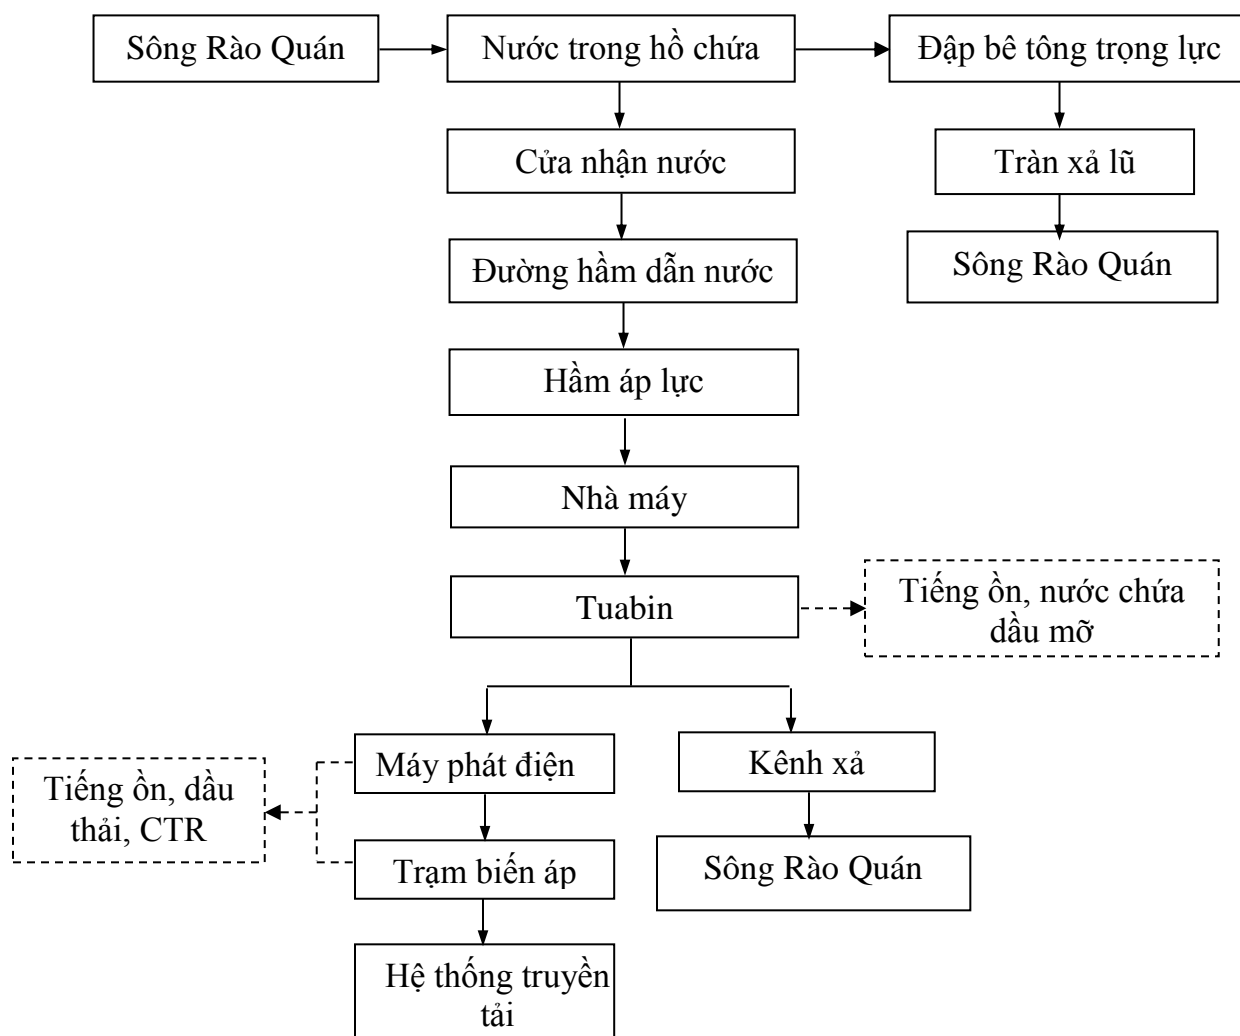 Sông Rào Quán
Nước trong hồ chứa
Đập bê tông trọng lực
Cửa nhận nước
Tràn xả lũ
Đường hầm dẫn nước
Sông Rào Quán
Hầm áp lực
Nhà máy
Tuabin
Tiếng ồn, nước chứa
dầu mỡ
Máy phát điện
Kênh xả
Tiếng ồn, dầu
thải, CTR
Trạm biến áp
Sông Rào Quán
Hệ thống truyền
tải